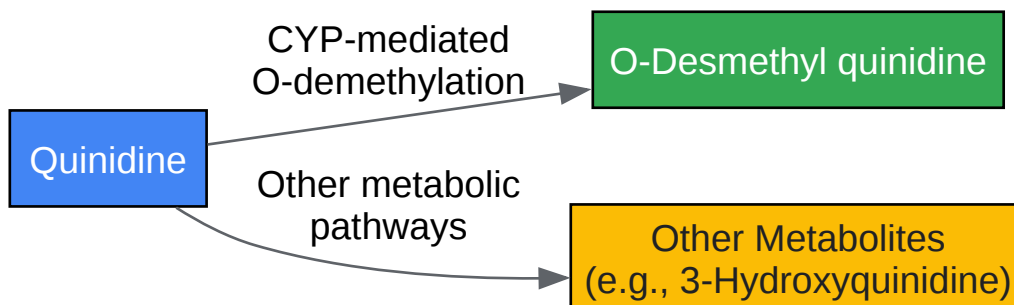 CYP-mediated
O-demethylation
O-Desmethyl quinidine
Quinidine
Other metabolic
pathways
Other Metabolites
(e.g., 3-Hydroxyquinidine)